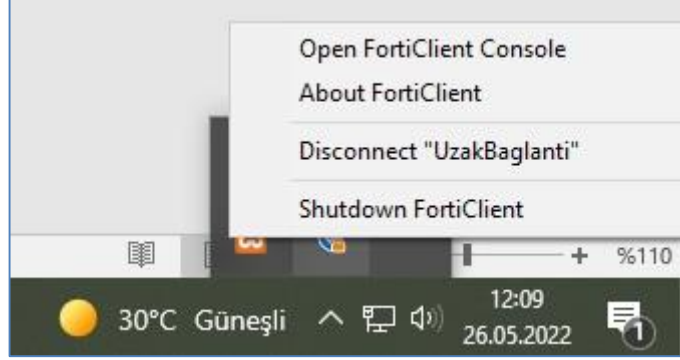 Open FortiClient Console
About FortiClient
Disconnect "UzakBaglanti"
Shutdown FortiClient
%110
30°C Güneşli
12:09
26.05.2022
1